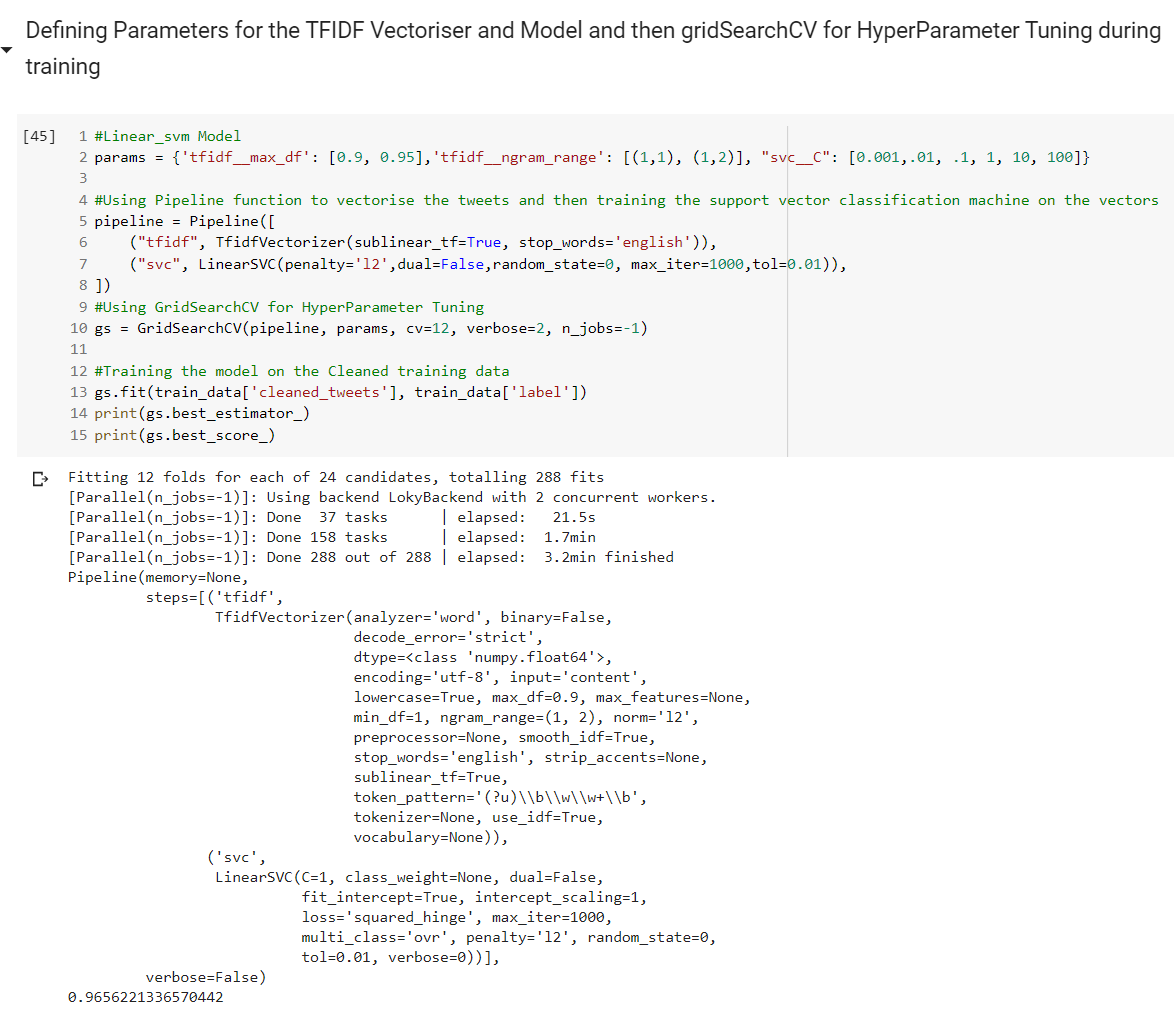 Defining Parameters for the TFIDF Vectoriser and Model and then gridSearchCV for HyperParameter Tuning during
training
[45]
1 #Linear_svm Model
2 params = {'tfidf__max_df': [0.9, 0.95],'tfidf__ngram_range': [(1,1), (1,2)], "svc__C": [0.001,.01, .1, 1, 10, 100]}
3
4 #Using Pipeline function to vectorise the tweets and then training the support vector classification machine on the vectors
5 pipeline = Pipeline([
6     ("tfidf", TfidfVectorizer(sublinear_tf=True, stop_words='english')),
7     ("svc", LinearSVC(penalty='l2',dual=False,random_state=0, max_iter=1000,tol=0.01)),
8 ])
9 #Using GridSearchCV for HyperParameter Tuning
10 gs = GridSearchCV(pipeline, params, cv=12, verbose=2, n_jobs=-1)
11
12 #Training the model on the Cleaned training data
13 gs.fit(train_data['cleaned_tweets'], train_data['label'])
14 print(gs.best_estimator_)
15 print(gs.best_score_)
Fitting 12 folds for each of 24 candidates, totalling 288 fits
[Parallel(n_jobs=-1)]: Using backend LokyBackend with 2 concurrent workers.
[Parallel(n_jobs=-1)]: Done  37 tasks      | elapsed:   21.5s
[Parallel(n_jobs=-1)]: Done 158 tasks      | elapsed:  1.7min
[Parallel(n_jobs=-1)]: Done 288 out of 288 | elapsed:  3.2min finished
Pipeline(memory=None,
         steps=[('tfidf',
                 TfidfVectorizer(analyzer='word', binary=False,
                                 decode_error='strict',
                                 dtype=<class 'numpy.float64'>,
                                 encoding='utf-8', input='content',
                                 lowercase=True, max_df=0.9, max_features=None,
                                 min_df=1, ngram_range=(1, 2), norm='l2',
                                 preprocessor=None, smooth_idf=True,
                                 stop_words='english', strip_accents=None,
                                 sublinear_tf=True,
                                 token_pattern='(?u)\\b\\w\\w+\\b',
                                 tokenizer=None, use_idf=True,
                                 vocabulary=None)),
                ('svc',
                 LinearSVC(C=1, class_weight=None, dual=False,
                           fit_intercept=True, intercept_scaling=1,
                           loss='squared_hinge', max_iter=1000,
                           multi_class='ovr', penalty='l2', random_state=0,
                           tol=0.01, verbose=0))],
         verbose=False)
0.9656221336570442